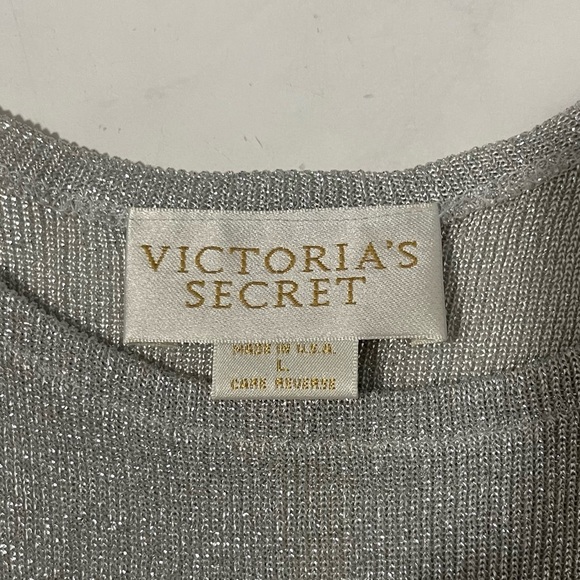 VICTORIA'S
SECRET
MADE IN U.S.A.
L
CARE REVERSE